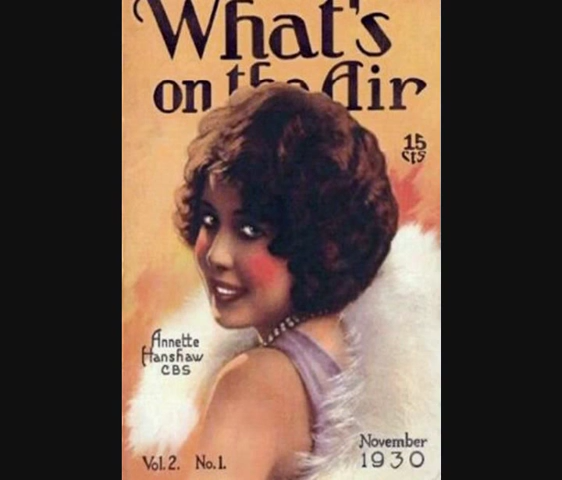 What's
on the Air
15
cts
Annette
Hanshaw
CBS
November
1930
Vol.2. No.1.